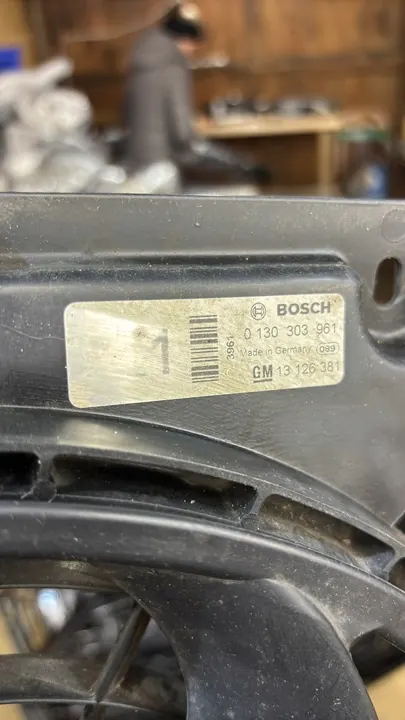 BOSCH
0 130 303 961
Made in Germany (099)
GM 13 126 381
3961
1